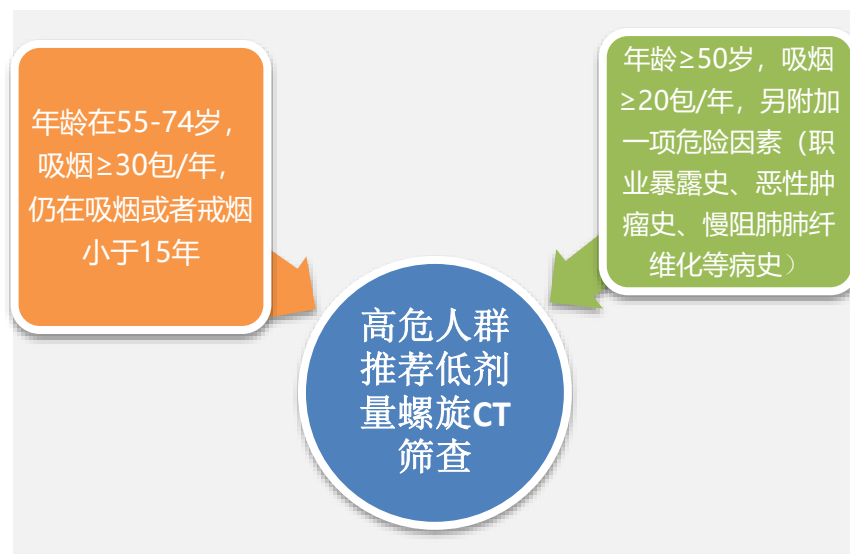 年龄在55-74岁，
吸烟≥30包/年，
仍在吸烟或者戒烟
小于15年
年龄≥50岁，吸烟
≥20包/年，另附加
一项危险因素（职
业暴露史、恶性肿
瘤史、慢阻肺肺纤
维化等病史）
高危人群
推荐低剂
量螺旋CT
筛查